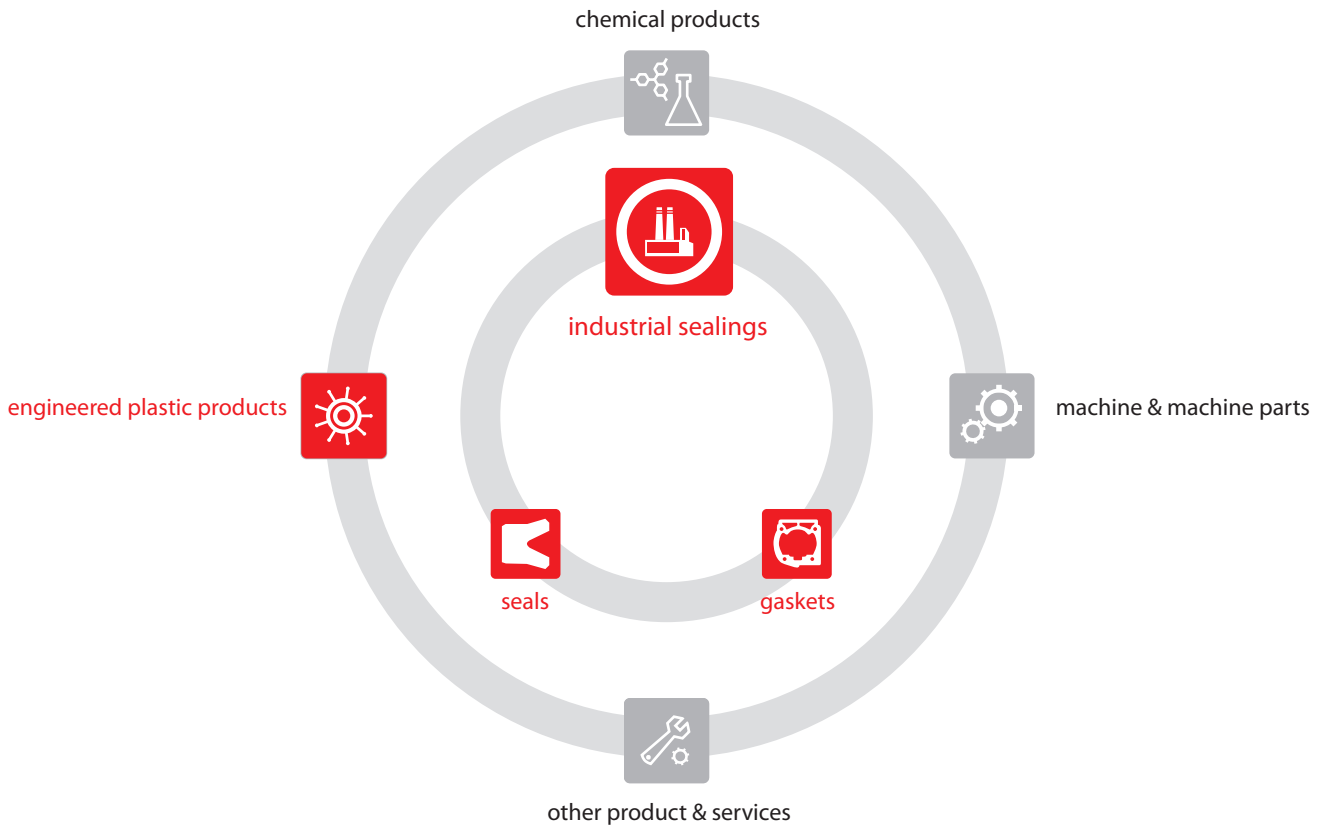 chemical products
industrial sealings
engineered plastic products
machine & machine parts
seals
gaskets
other product & services